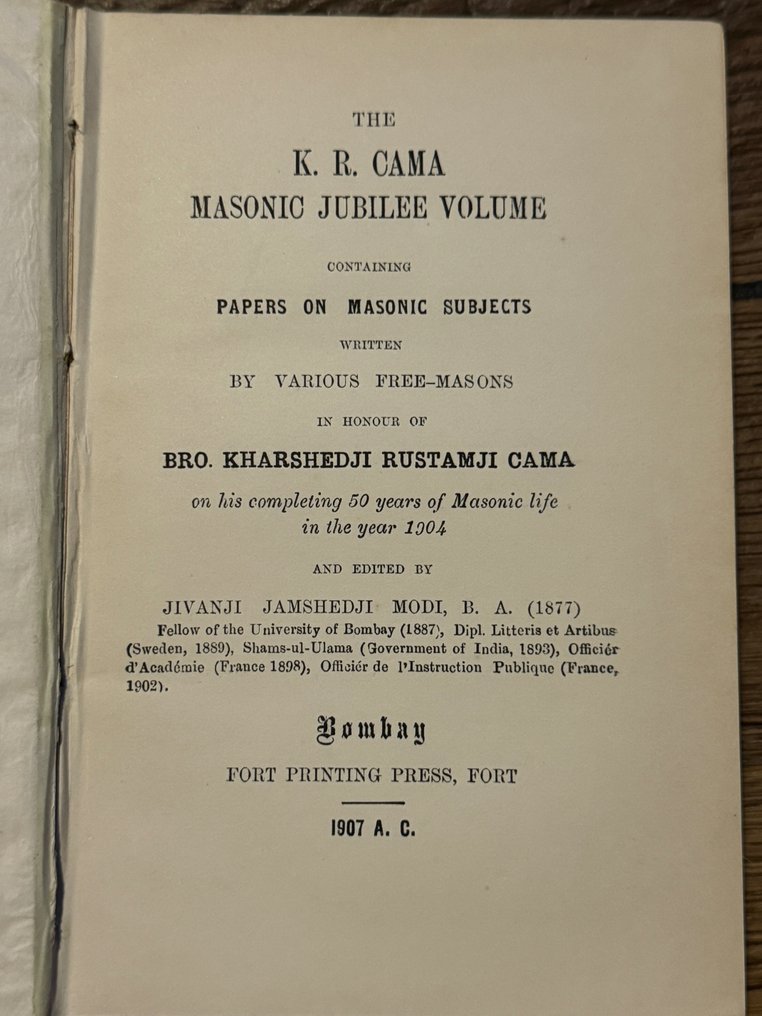 THE
K. R. CAMA
MASONIC JUBILEE VOLUME
CONTAINING
PAPERS ON MASONIC SUBJECTS
WRITTEN
BY VARIOUS FREE-MASONS
IN HONOUR OF
BRO. KHARSHEDJI RUSTAMJI CAMA
on his completing 50 years of Masonic life
in the year 1904
AND EDITED BY
JIVANJI JAMSHEDJI MODI, B. A. (1877)
Fellow of the University of Bombay (1887), Dipl. Litteris et Artibus
(Sweden, 1889), Shams-ul-Ulama (Government of India, 1893), Officiér
d'Académie (France 1898), Officiér de l'Instruction Publique (France,
1902).
Bombay
FORT PRINTING PRESS, FORT
1907 A. C.